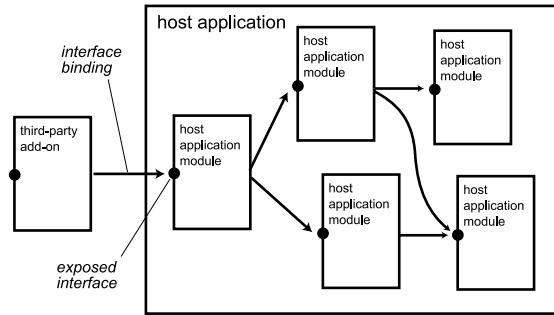 host application
interface
binding
third-party
add-on
host
application
module
host
application
module
host
application
module
host
application
module
host
application
module
exposed
interface